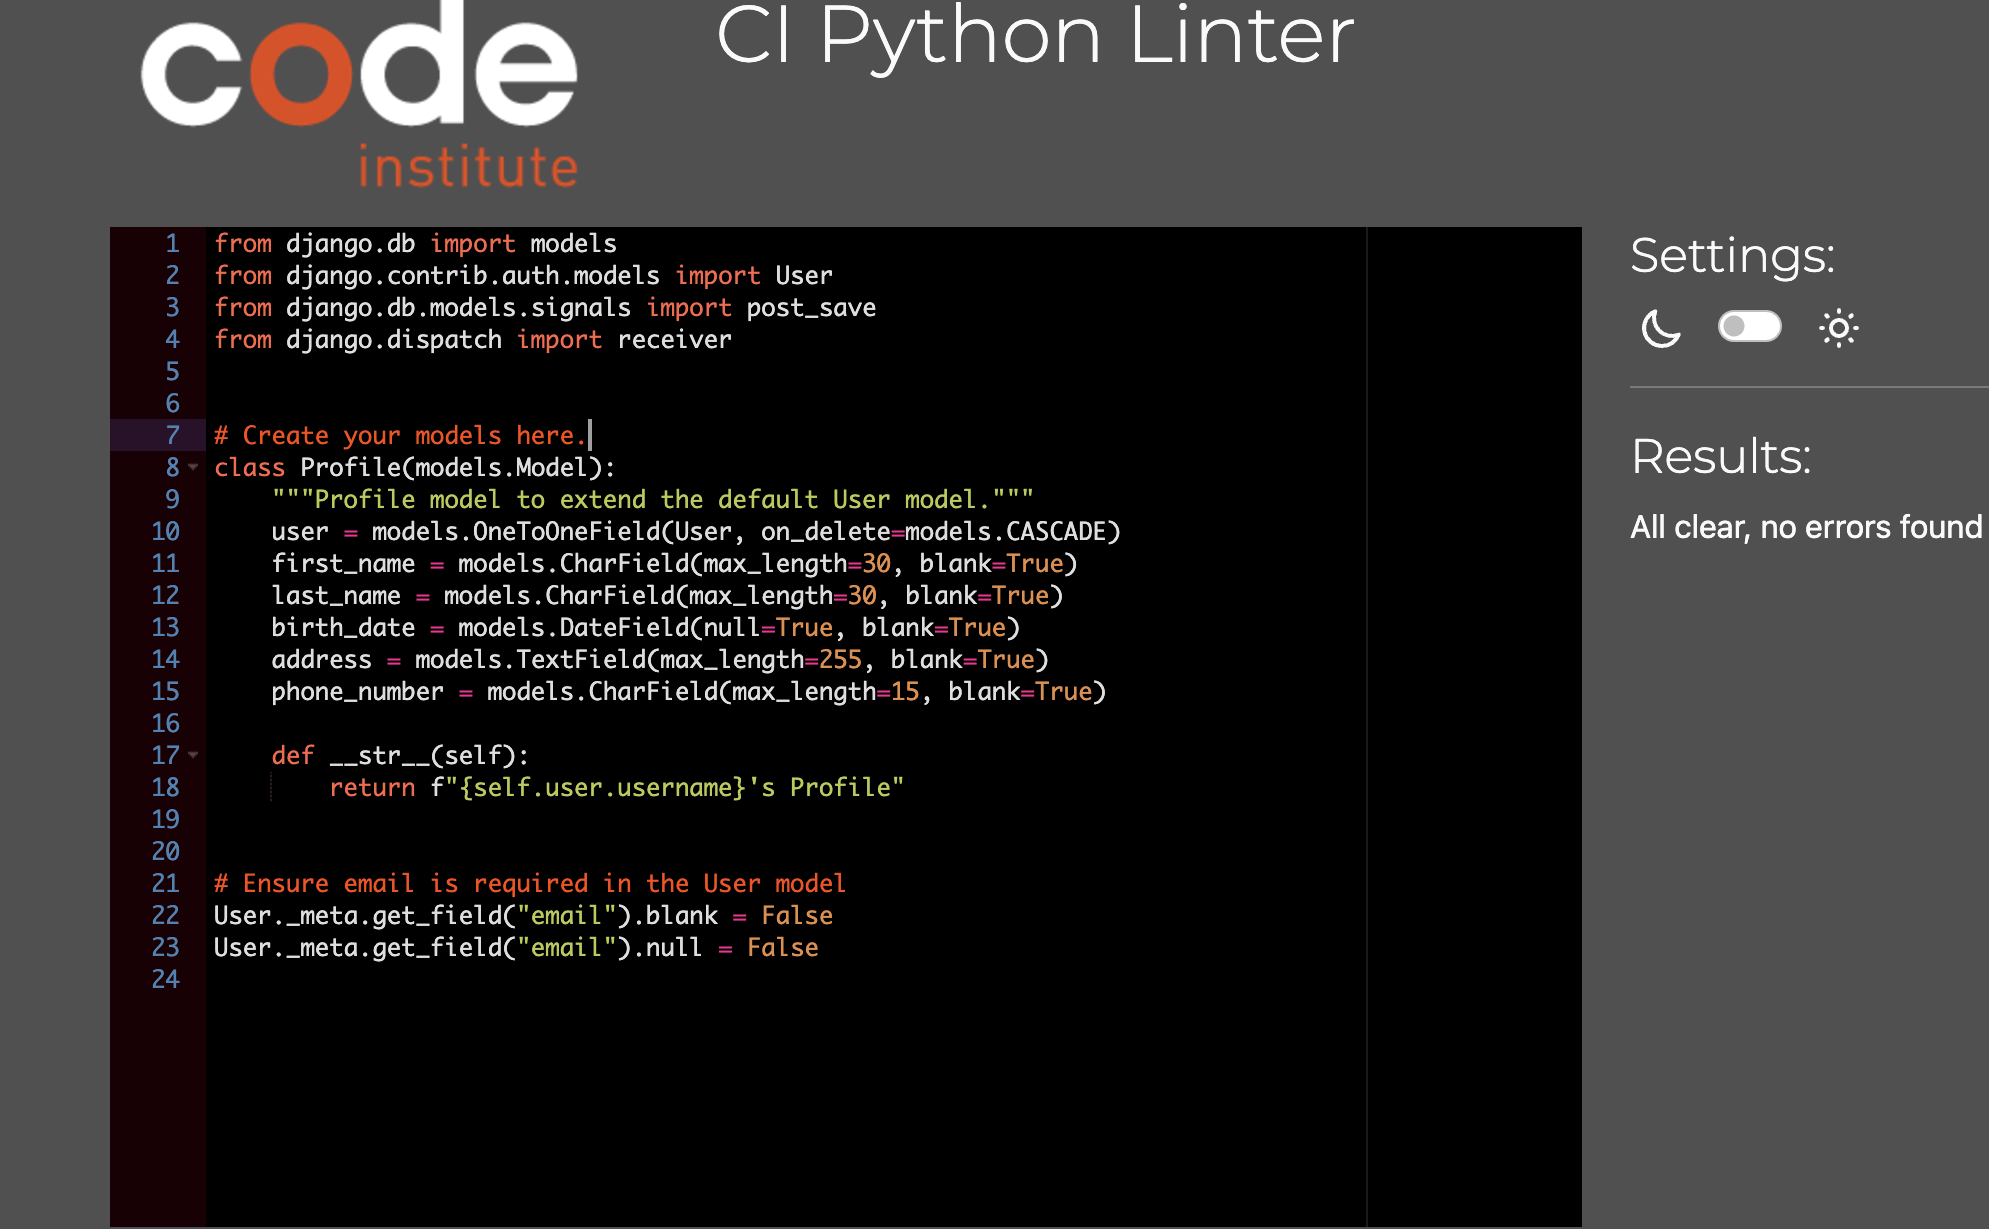 code
institute
CI Python Linter
1 from django.db import models
2 from django.contrib.auth.models import User
3 from django.db.models.signals import post_save
4 from django.dispatch import receiver
5
6
7 # Create your models here.
8 class Profile(models.Model):
9     """Profile model to extend the default User model."""
10     user = models.OneToOneField(User, on_delete=models.CASCADE)
11     first_name = models.CharField(max_length=30, blank=True)
12     last_name = models.CharField(max_length=30, blank=True)
13     birth_date = models.DateField(null=True, blank=True)
14     address = models.TextField(max_length=255, blank=True)
15     phone_number = models.CharField(max_length=15, blank=True)
16
17     def __str__(self):
18         return f"{self.user.username}'s Profile"
19
20
21 # Ensure email is required in the User model
22 User._meta.get_field("email").blank = False
23 User._meta.get_field("email").null = False
24
Settings:
Results:
All clear, no errors found